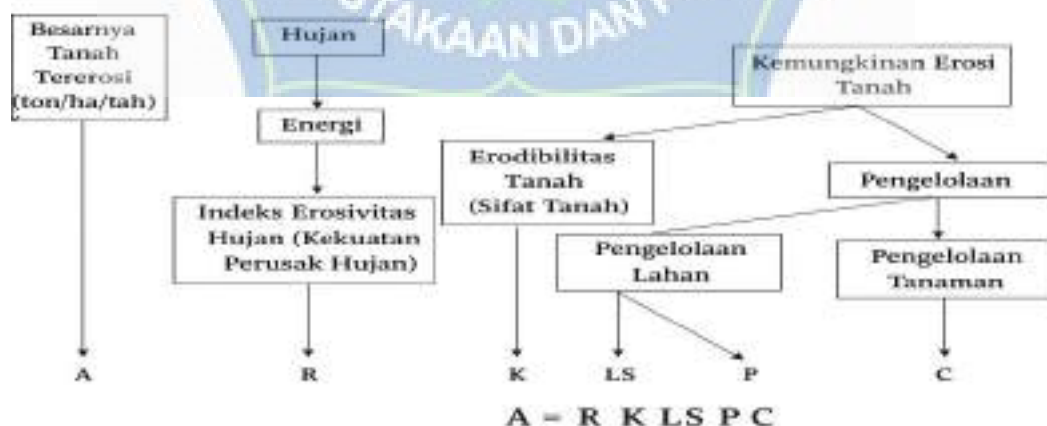 STAKAAN DAN P
Besarnya
Tanah
Tererosi
(ton/ha/tah)
Hujan
Energi
Indeks Erosivitas
Hujan (Kekuatan
Perusak Hujan)
Kemungkinan Erosi
Tanah
Erodibilitas
Tanah
(Sifat Tanah)
Pengelolaan
Pengelolaan
Lahan
Pengelolaan
Tanaman
A R K LS P C
A = R K LS P C